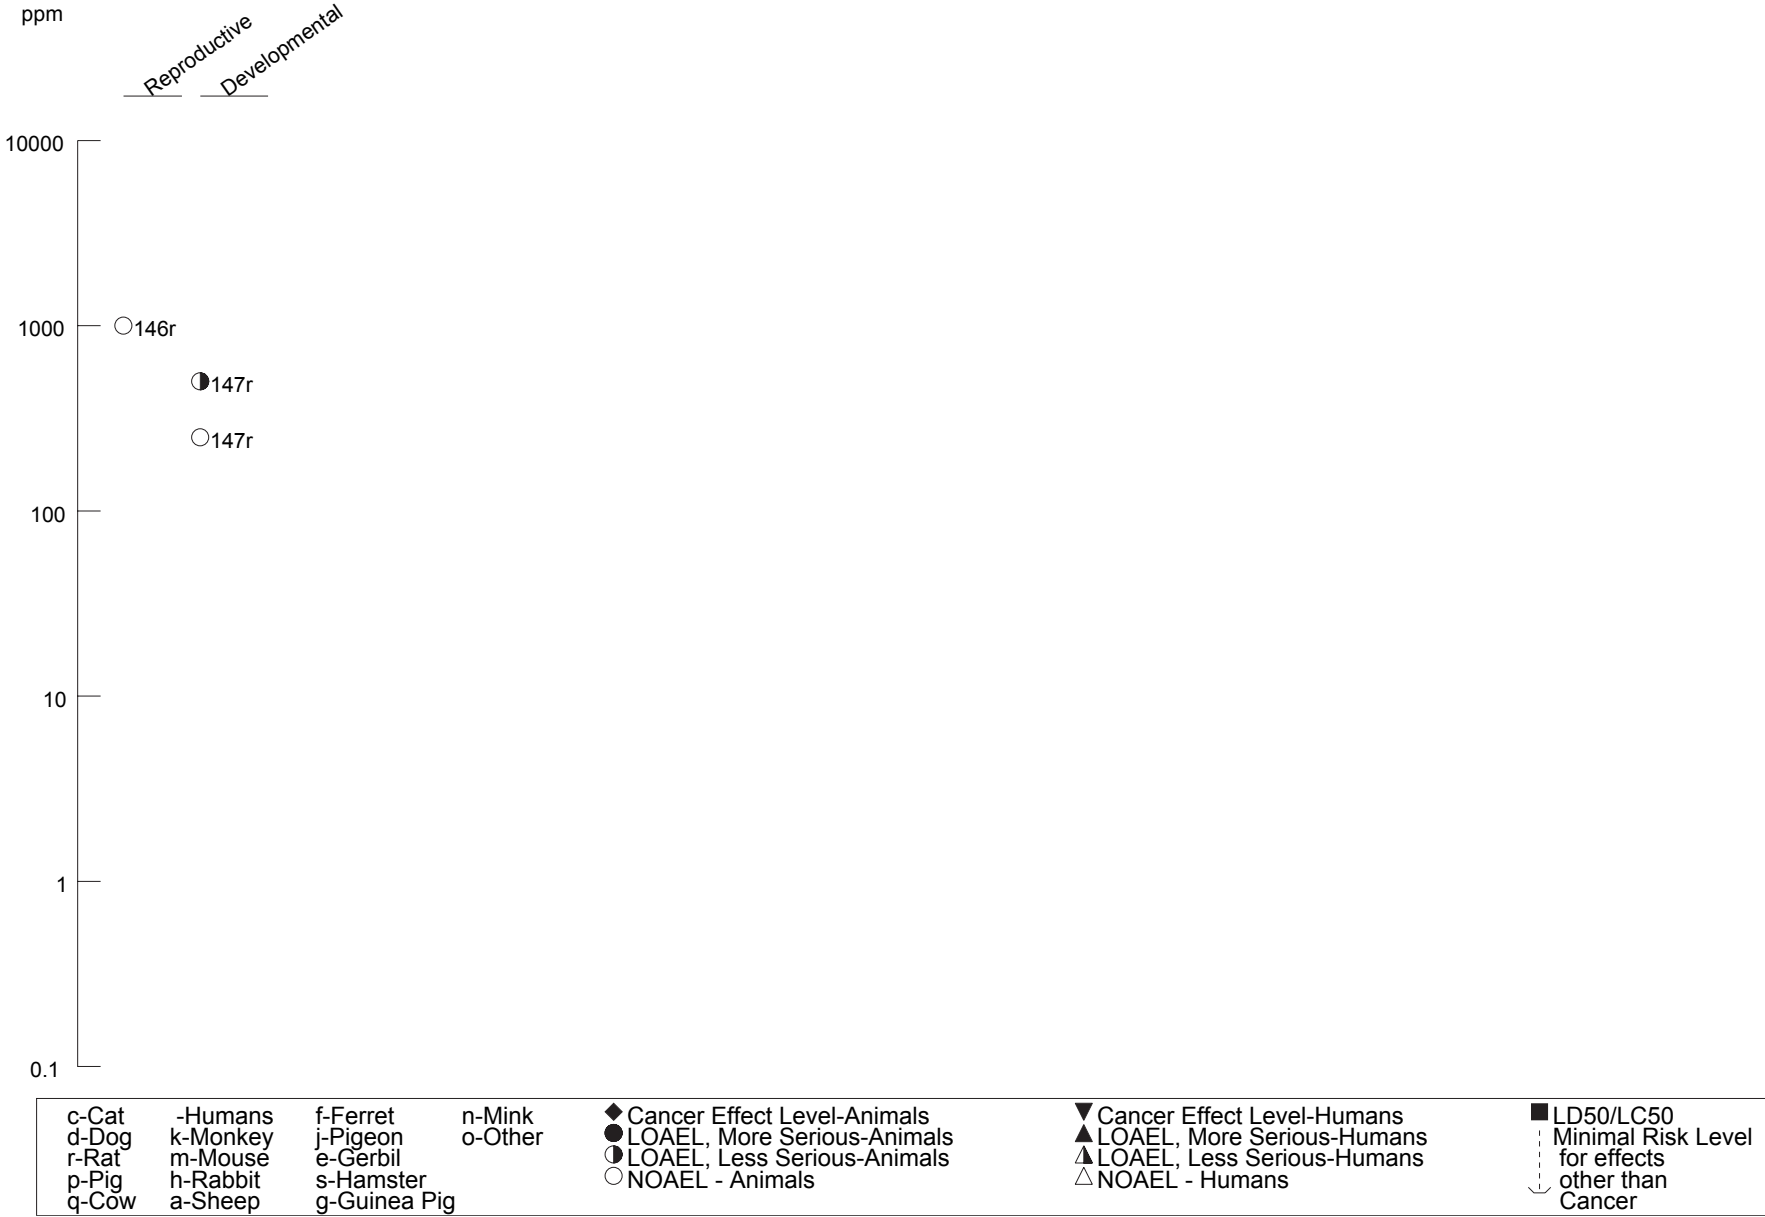 ppm
Reproductive
Developmental
10000
1000
146r
147r
147r
100
10
1
0.1
c-Cat -Humans f-Ferret n-Mink Cancer Effect Level-Animals Cancer Effect Level-Humans LD50/LC50
d-Dog k-Monkey j-Pigeon o-Other LOAEL, More Serious-Animals LOAEL, More Serious-Humans Minimal Risk Level
r-Rat m-Mouse e-Gerbil LOAEL, Less Serious-Animals LOAEL, Less Serious-Humans for effects
p-Pig h-Rabbit s-Hamster NOAEL - Animals NOAEL - Humans other than
q-Cow a-Sheep g-Guinea Pig Cancer